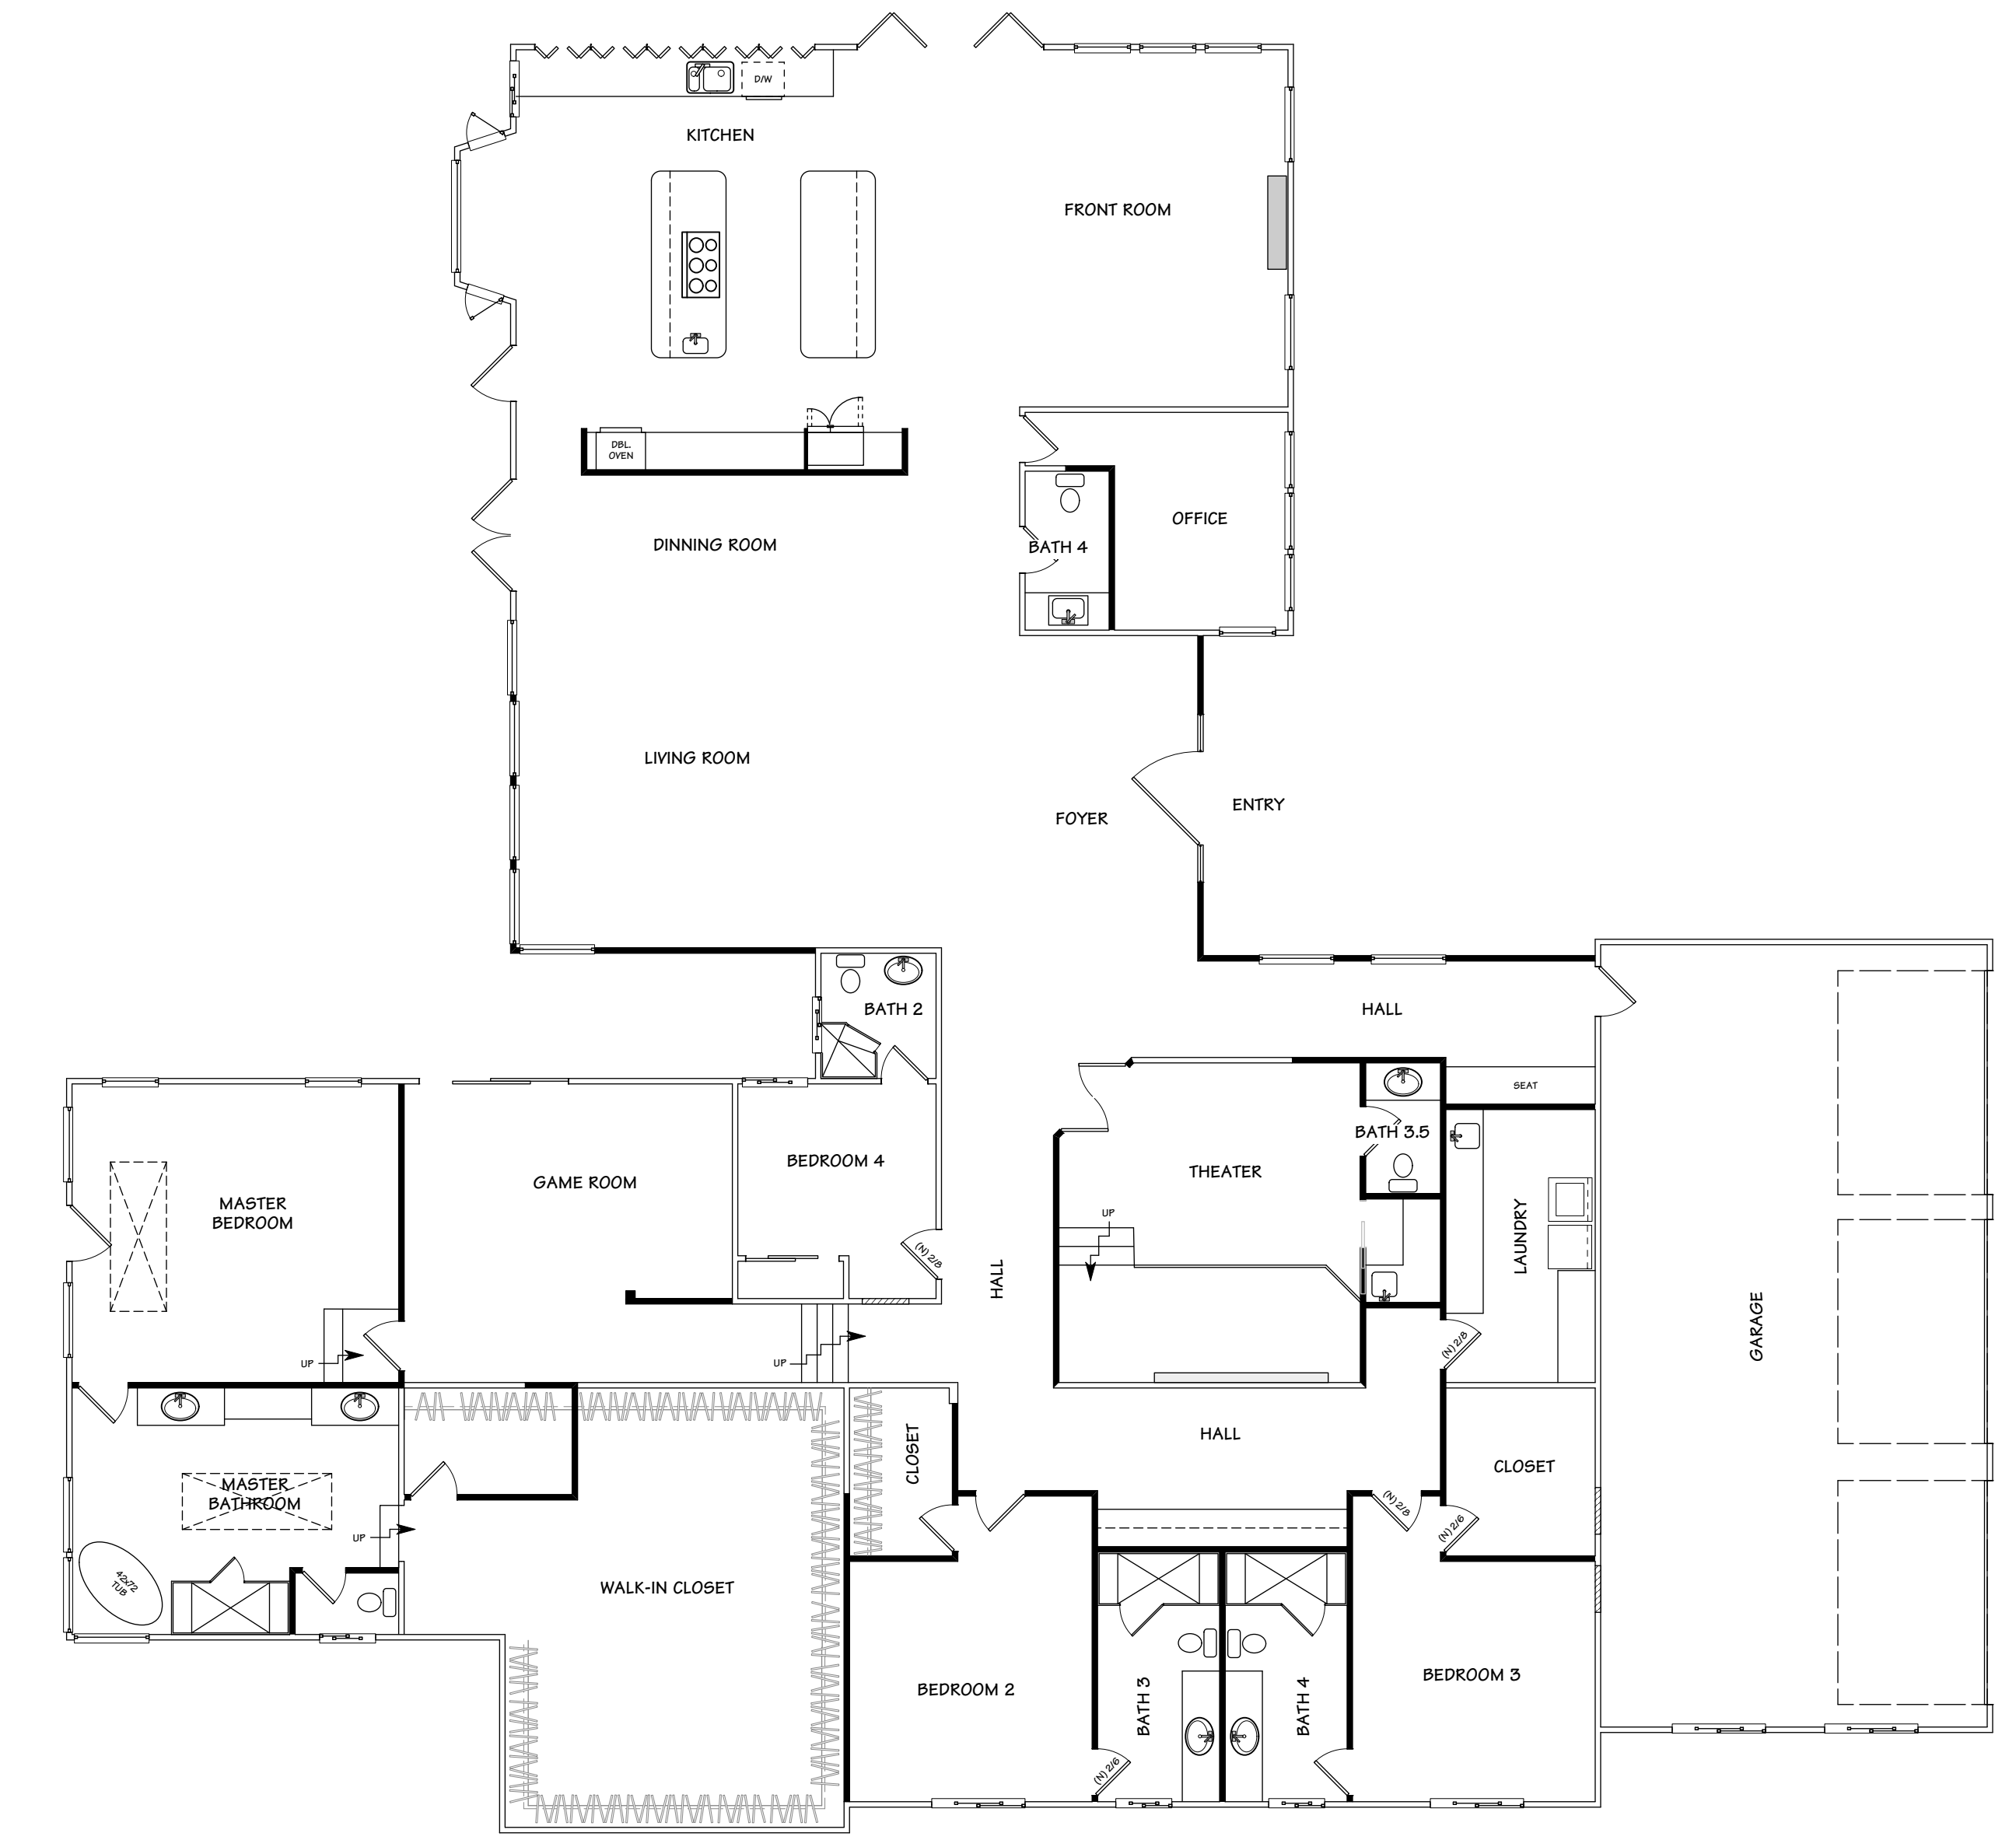 D/W
KITCHEN
FRONT ROOM
DBL.
OVEN
OFFICE
DINNING ROOM
BATH 4
LIVING ROOM
ENTRY
FOYER
BATH 2
HALL
SEAT
BATH 3.5
BEDROOM 4
THEATER
GAME ROOM
MASTER
BEDROOM
UP
LAUNDRY
(N) 2/8
HALL
GARAGE
UP
UP
(N) 2/8
HALL
CLOSET
CLOSET
MASTER
BATHROOM
(N) 2/8
(N) 2/6
UP
42x72
TUB
WALK-IN CLOSET
BEDROOM 3
BEDROOM 2
BATH 3
BATH 4
(N) 2/6